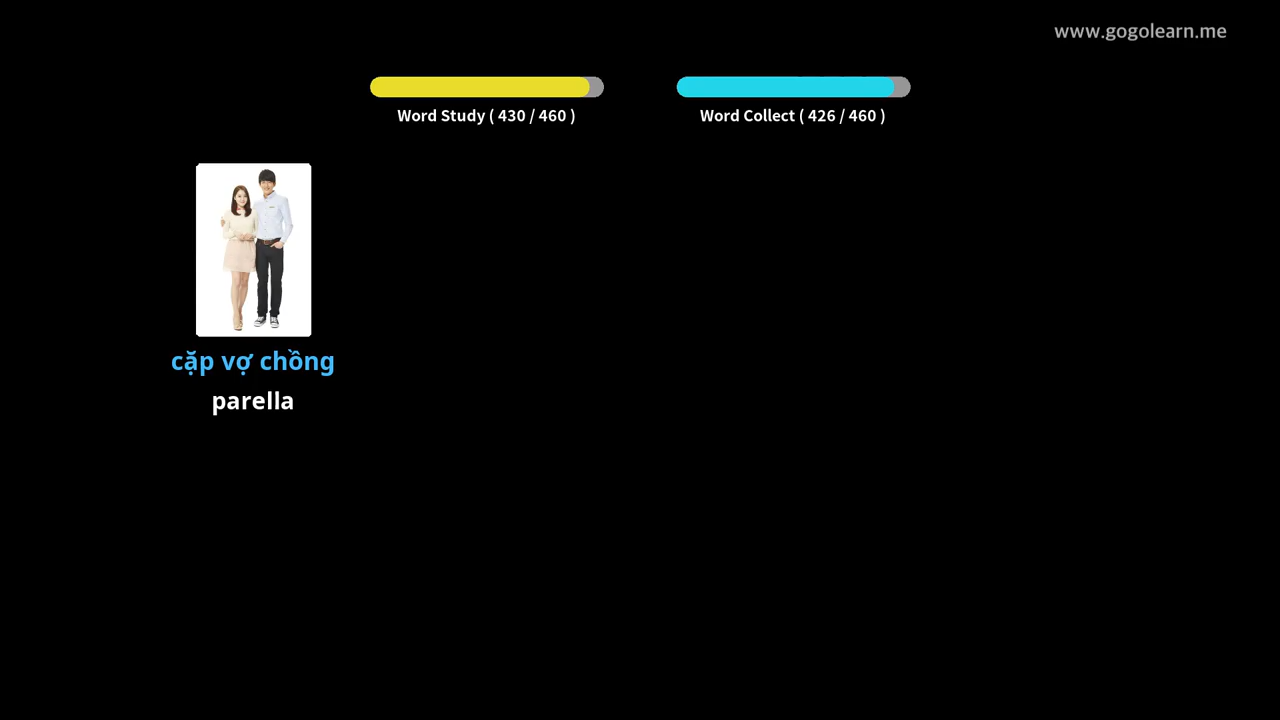 www.gogolearn.me
Word Study ( 430 / 460 )
Word Collect ( 426 / 460 )
cặp vợ chồng
parella